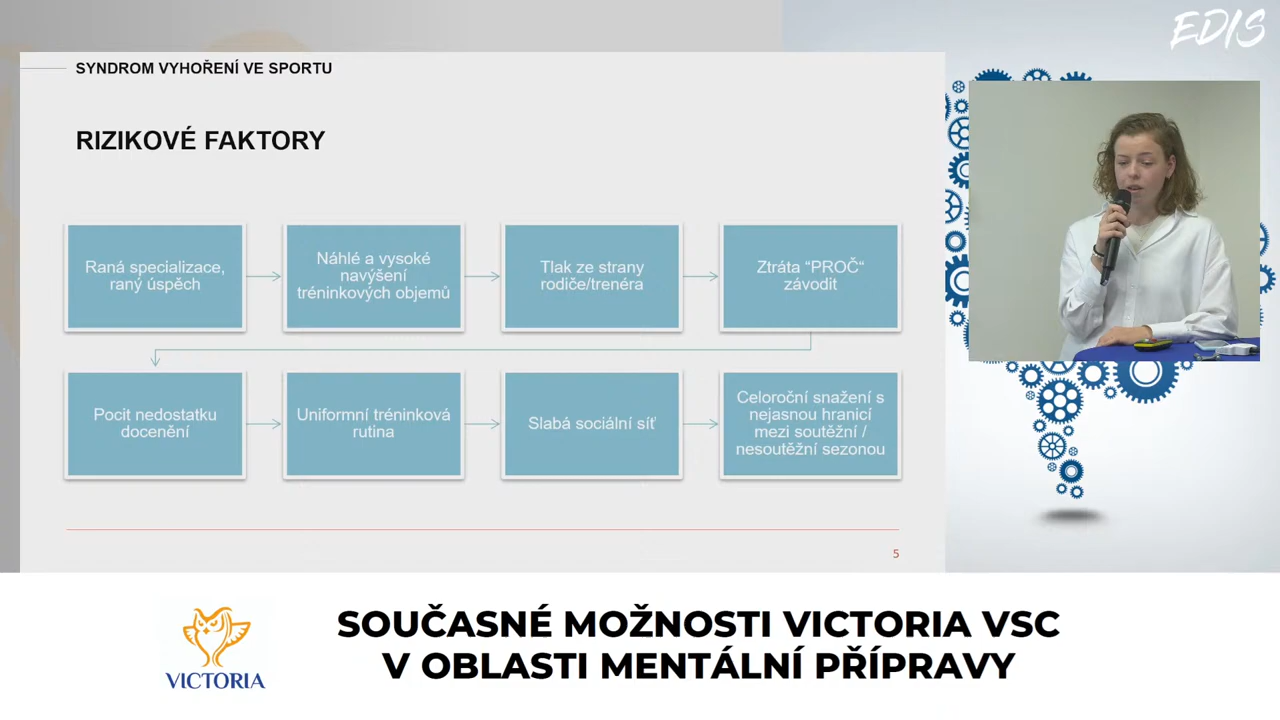 EDIS
SYNDROM VYHOŘENÍ VE SPORTU
RIZIKOVÉ FAKTORY
Raná specializace,
raný úspěch
Náhlé a vysoké
navýšení
tréninkových objemů
Tlak ze strany
rodiče/trenéra
Ztráta “PROČ“
závodit
Pocit nedostatku
docenění
Uniformní tréninková
rutina
Slabá sociální síť
Celoroční snažení s
nejasnou hranicí
mezi soutěžní /
nesoutěžní sezonou
5
VICTORIA
SOUČASNÉ MOŽNOSTI VICTORIA VSC
V OBLASTI MENTÁLNÍ PŘÍPRAVY